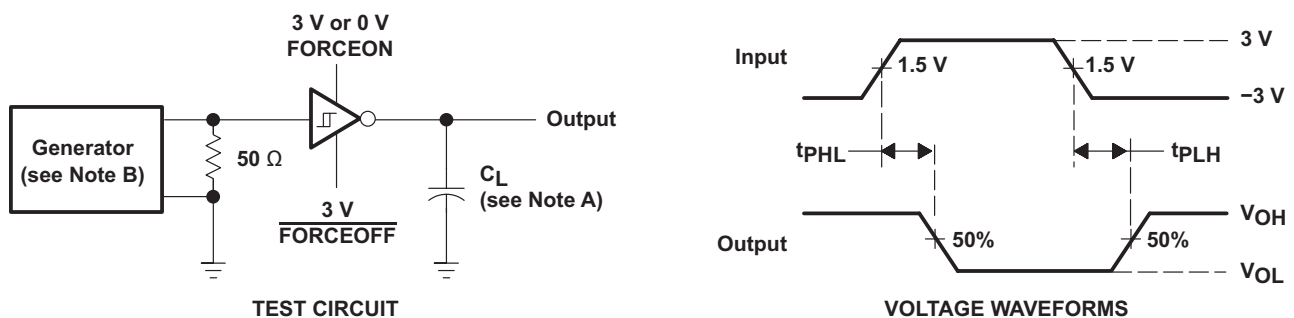 3 V or 0 V
FORCEON
Generator
(see Note B)
50 Ω
3 V
FORCEOFF
Output
CL
(see Note A)
TEST CIRCUIT
Input
3 V
1.5 V
1.5 V
−3 V
tPHL
tPLH
Output
50%
50%
VOH
VOL
VOLTAGE WAVEFORMS